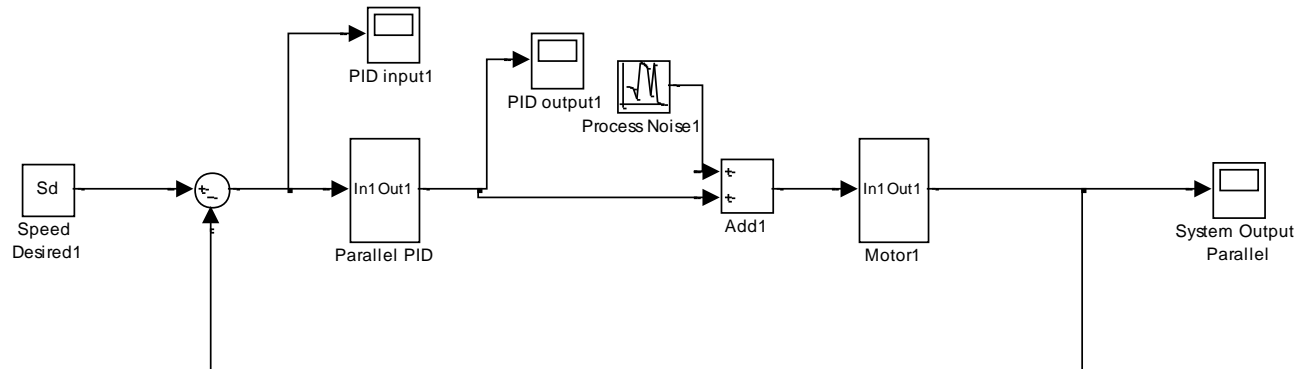 PID input1
PID output1
Process Noise1
Sd
Speed
Desired1
In1 Out1
Parallel PID
Add1
In1 Out1
Motor1
System Output
Parallel